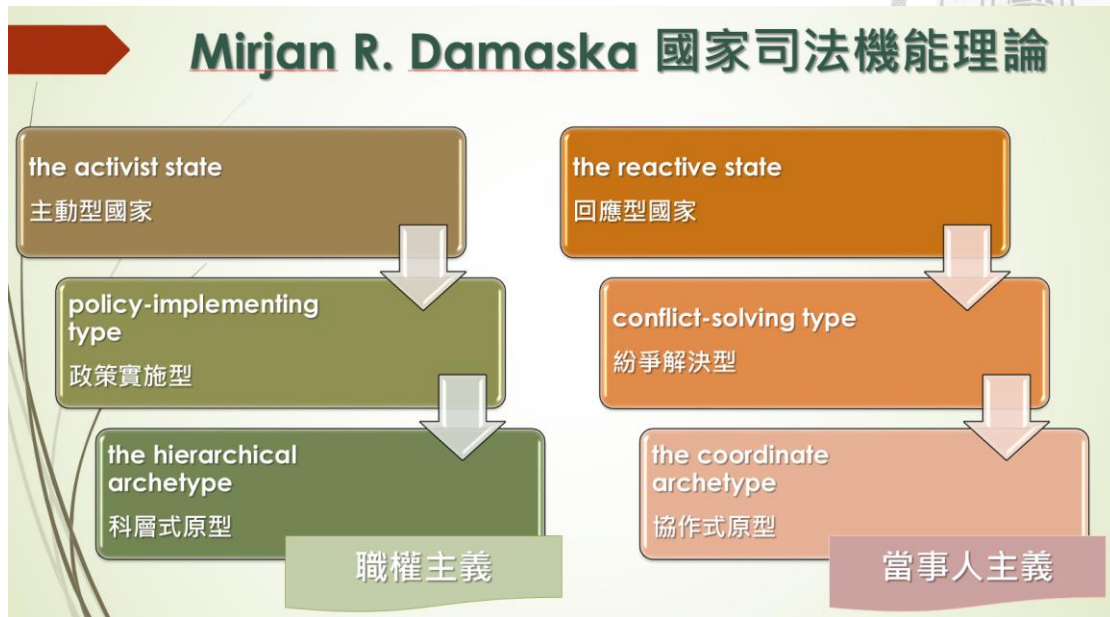 Mirjan R. Damaska 國家司法機能理論
the activist state
主動型國家
policy-implementing
type
政策實施型
the hierarchical
archetype
科層式原型
職權主義
the reactive state
回應型國家
conflict-solving type
紛爭解決型
the coordinate
archetype
協作式原型
當事人主義